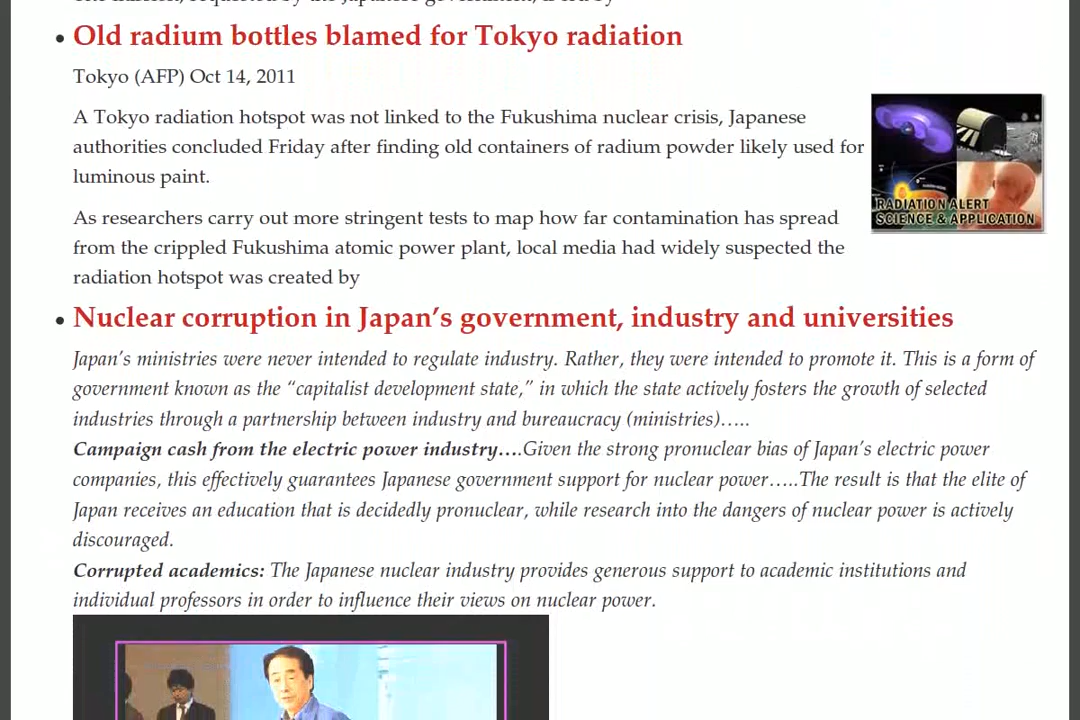 Old radium bottles blamed for Tokyo radiation
Tokyo (AFP) Oct 14, 2011
A Tokyo radiation hotspot was not linked to the Fukushima nuclear crisis, Japanese
authorities concluded Friday after finding old containers of radium powder likely used for
luminous paint.
RADIATION ALERT
SCIENCE & APPLICATION
As researchers carry out more stringent tests to map how far contamination has spread
from the crippled Fukushima atomic power plant, local media had widely suspected the
radiation hotspot was created by
Nuclear corruption in Japan’s government, industry and universities
Japan’s ministries were never intended to regulate industry. Rather, they were intended to promote it. This is a form of
government known as the “capitalist development state,” in which the state actively fosters the growth of selected
industries through a partnership between industry and bureaucracy (ministries)…..
Campaign cash from the electric power industry….Given the strong pronuclear bias of Japan’s electric power
companies, this effectively guarantees Japanese government support for nuclear power…..The result is that the elite of
Japan receives an education that is decidedly pronuclear, while research into the dangers of nuclear power is actively
discouraged.
Corrupted academics: The Japanese nuclear industry provides generous support to academic institutions and
individual professors in order to influence their views on nuclear power.